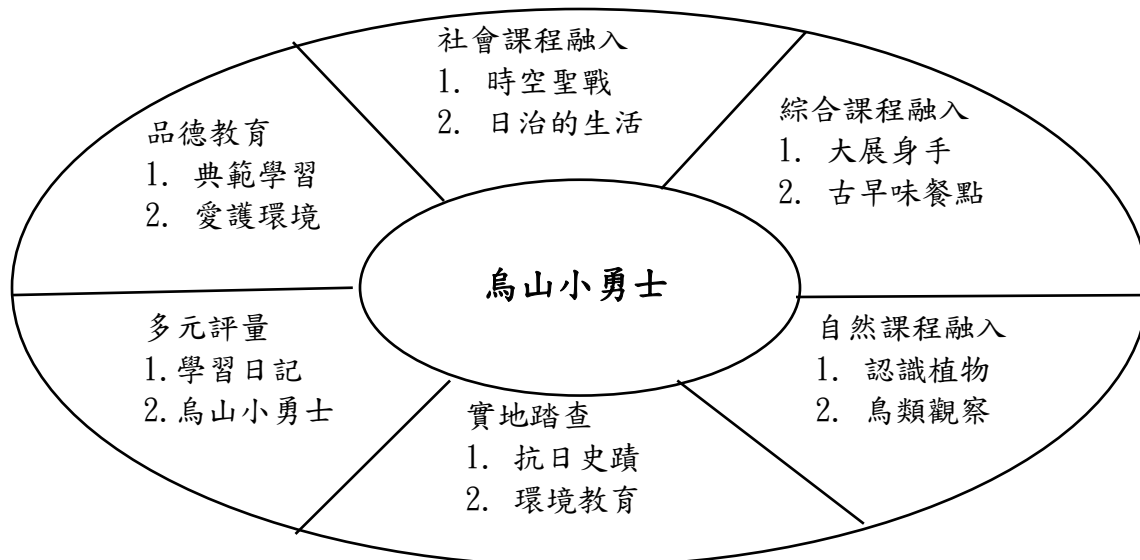 社會課程融入
1. 時空聖戰
2. 日治的生活
綜合課程融入
1. 大展身手
2. 古早味餐點
品德教育
1. 典範學習
2. 愛護環境
烏山小勇士
多元評量
1.學習日記
2.烏山小勇士
自然課程融入
1. 認識植物
2. 鳥類觀察
實地踏查
1. 抗日史蹟
2. 環境教育